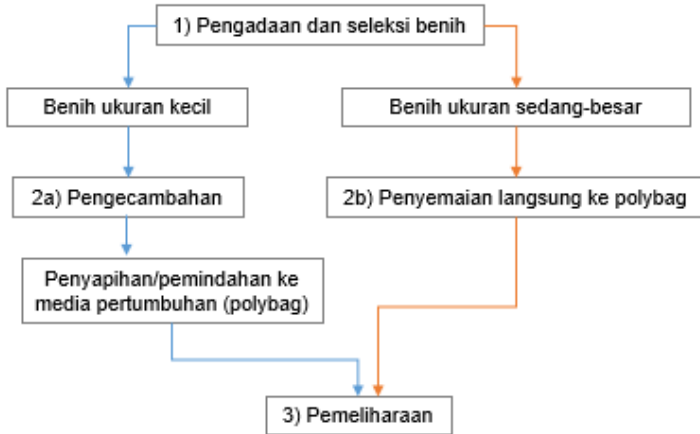 1) Pengadaan dan seleksi benih
Benih ukuran kecil
Benih ukuran sedang-besar
2a) Pengecambahan
2b) Penyemaian langsung ke polybag
Penyapihan/pemindahan ke
media pertumbuhan (polybag)
3) Pemeliharaan